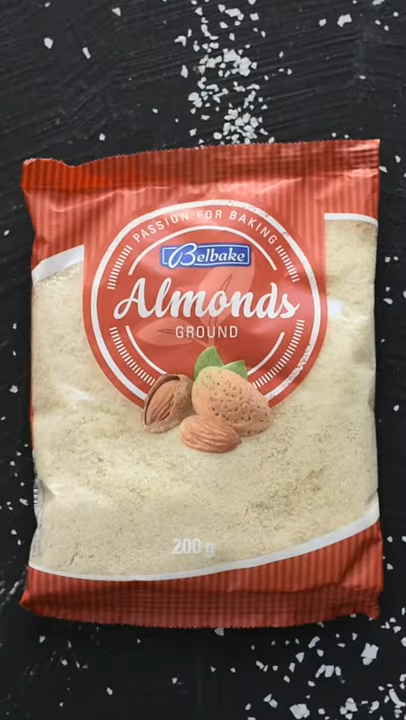 PASSION FOR BAKING
Belbake
Almonds
GROUND
200 g